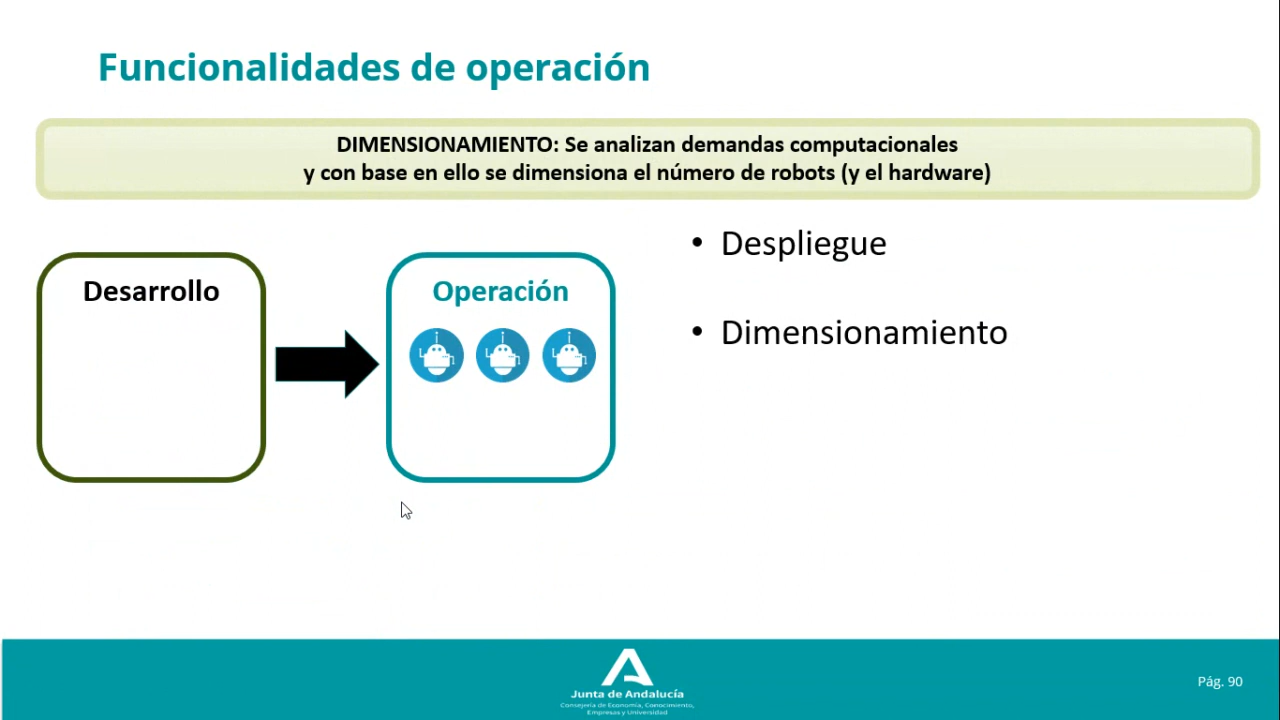 Funcionalidades de operación
DIMENSIONAMIENTO: Se analizan demandas computacionales
y con base en ello se dimensiona el número de robots (y el hardware)
Desarrollo
Operación
• Despliegue
• Dimensionamiento
Junta de Andalucía
Consejería de Economía, Conocimiento,
Empresas y Universidad
Pág. 90